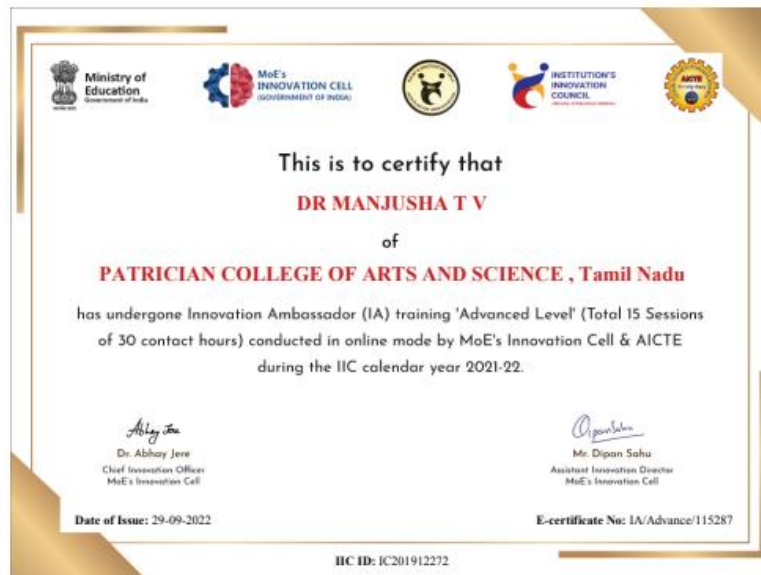 Ministry of
Education
Government of India
MoE's
INNOVATION CELL
(GOVERNMENT OF INDIA)
INSTITUTION'S
INNOVATION
COUNCIL
AICTE
This is to certify that
DR MANJUSHA T V
of
PATRICIAN COLLEGE OF ARTS AND SCIENCE , Tamil Nadu
has undergone Innovation Ambassador (IA) training 'Advanced Level' (Total 15 Sessions
of 30 contact hours) conducted in online mode by MoE's Innovation Cell & AICTE
during the IIC calendar year 2021-22.
Abhay Jere
Dr. Abhay Jere
Chief Innovation Officer
MoE's Innovation Cell
Dipan Sahu
Mr. Dipan Sahu
Assistant Innovation Director
MoE's Innovation Cell
Date of Issue: 29-09-2022
E-certificate No: IA/Advance/115287
IIC ID: IC201912272